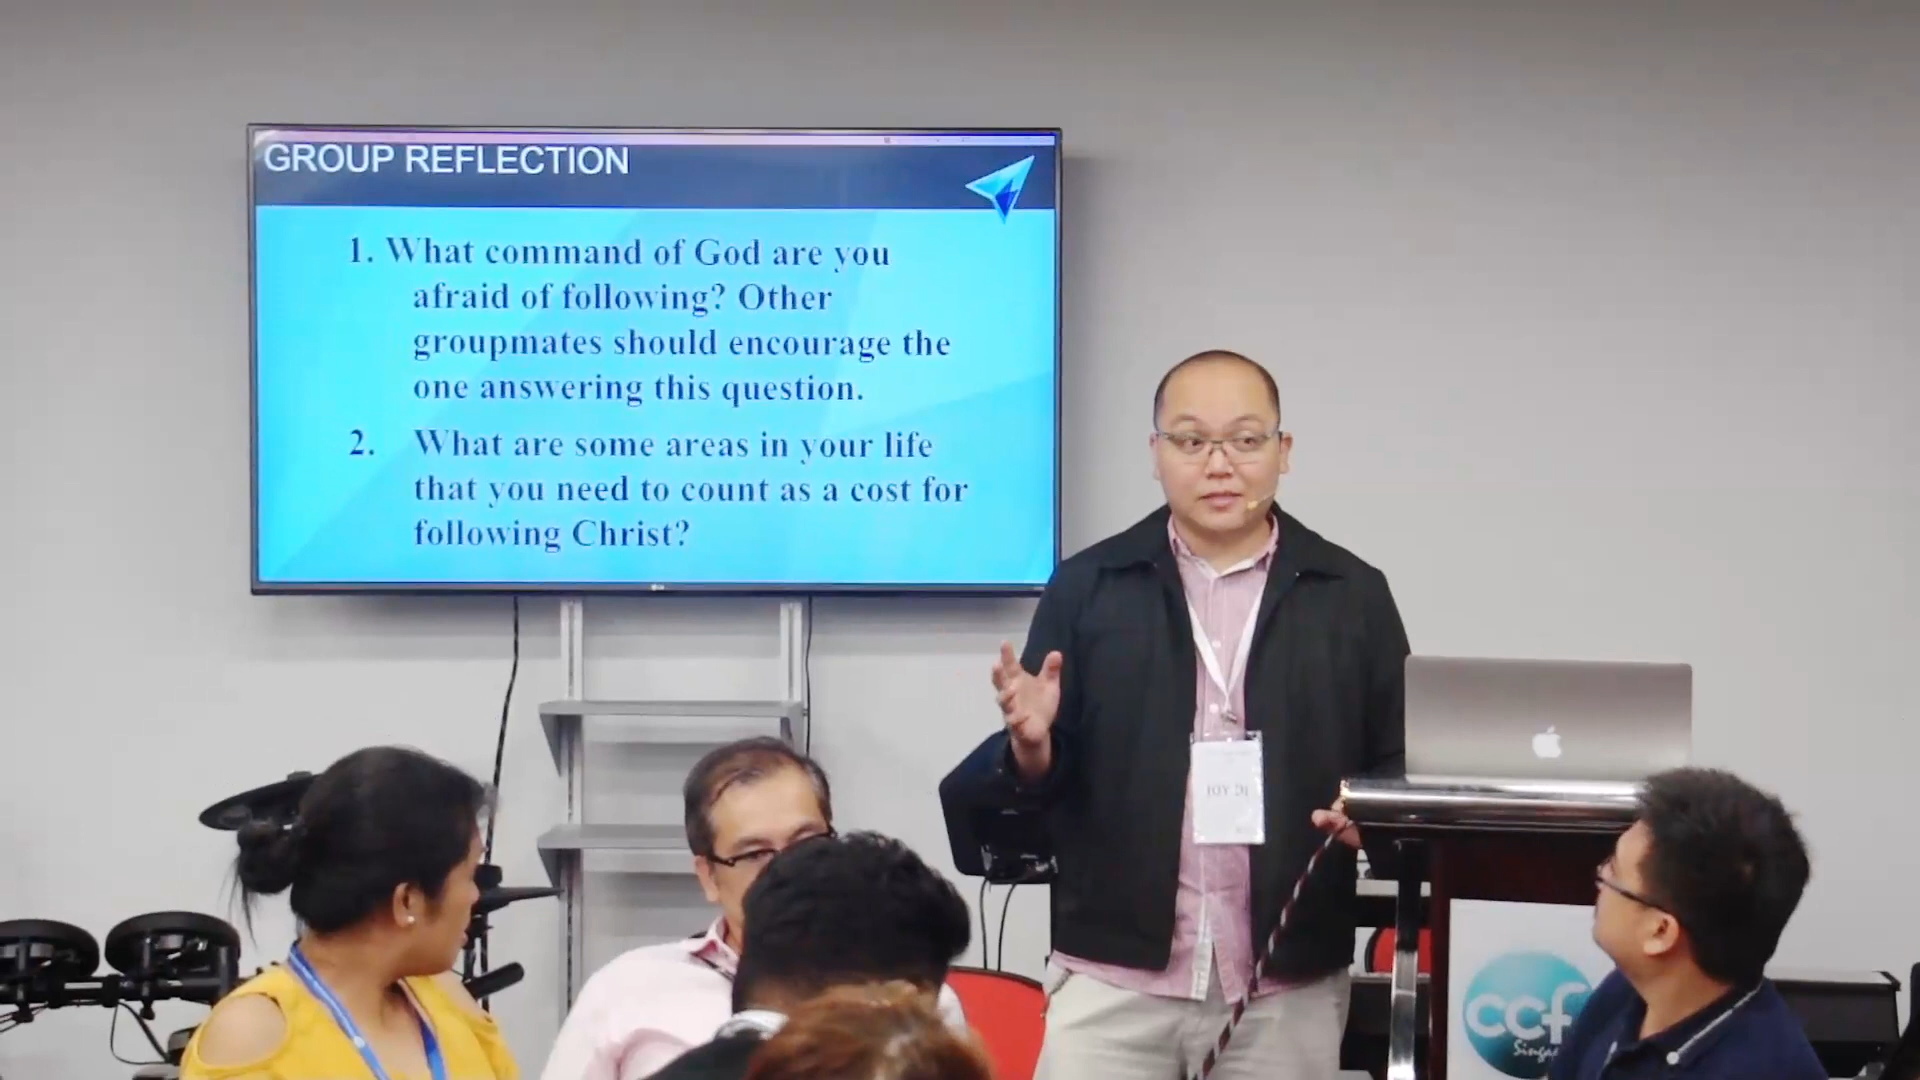 GROUP REFLECTION
1. What command of God are you
afraid of following? Other
groupmates should encourage the
one answering this question.
2. What are some areas in your life
that you need to count as a cost for
following Christ?
LG
ccf